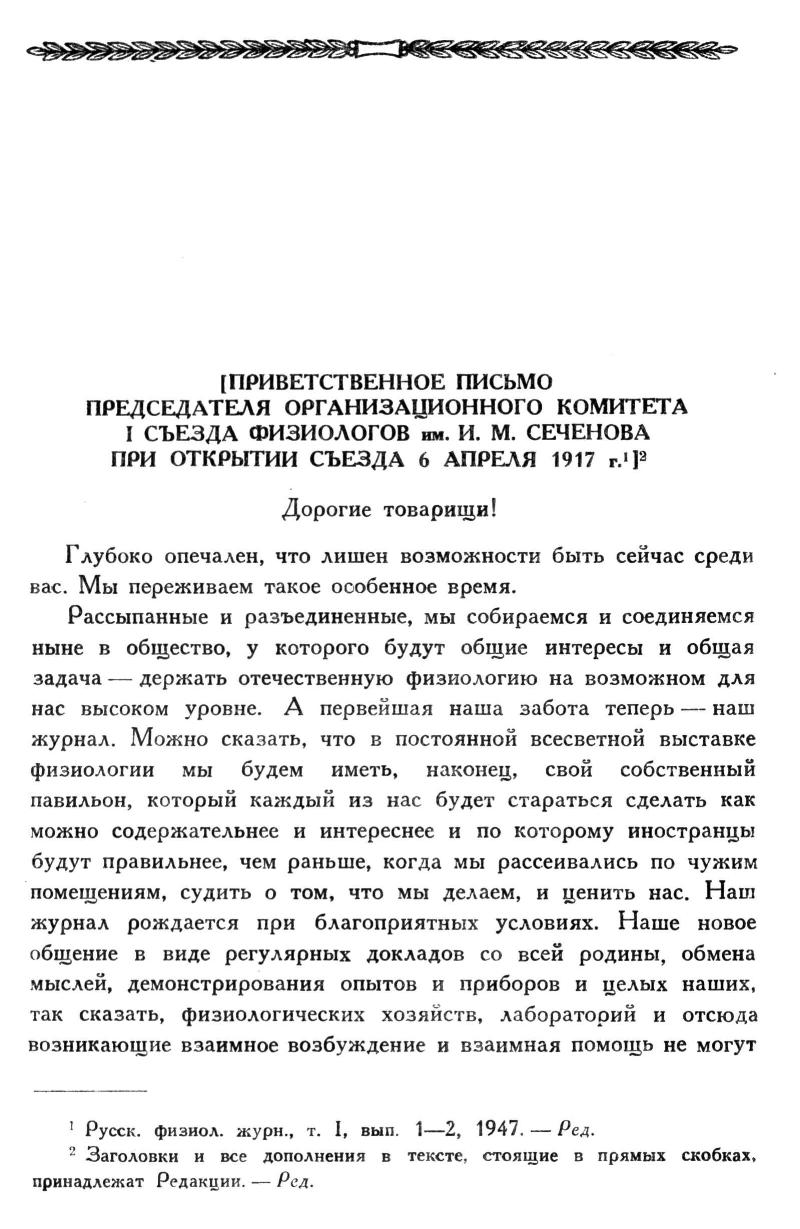 [ПРИВЕТСТВЕННОЕ ПИСЬМО
ПРЕДСЕДАТЕЛЯ ОРГАНИЗАЦИОННОГО КОМИТЕТА
I СЪЕЗДА ФИЗИОЛОГОВ им. И. М. СЕЧЕНОВА
ПРИ ОТКРЫТИИ СЪЕЗДА 6 АПРЕЛЯ 1917 г.¹]²
Дорогие товарищи!
Глубоко опечален, что лишен возможности быть сейчас среди
вас. Мы переживаем такое особенное время.
Рассыпанные и разъединенные, мы собираемся и соединяемся
ныне в общество, у которого будут общие интересы и общая
задача — держать отечественную физиологию на возможном для
нас высоком уровне. А первейшая наша забота теперь — наш
журнал. Можно сказать, что в постоянной всесветной выставке
физиологии мы будем иметь, наконец, свой собственный
павильон, который каждый из нас будет стараться сделать как
можно содержательнее и интереснее и по которому иностранцы
будут правильнее, чем раньше, когда мы рассеивались по чужим
помещениям, судить о том, что мы делаем, и ценить нас. Наш
журнал рождается при благоприятных условиях. Наше новое
общение в виде регулярных докладов со всей родины, обмена
мыслей, демонстрирования опытов и приборов и целых наших,
так сказать, физиологических хозяйств, лабораторий и отсюда
возникающие взаимное возбуждение и взаимная помощь не могут
¹ Русск. физиол. журн., т. I, вып. 1—2, 1947. — Ред.
² Заголовки и все дополнения в тексте, стоящие в прямых скобках,
принадлежат Редакции. — Ред.